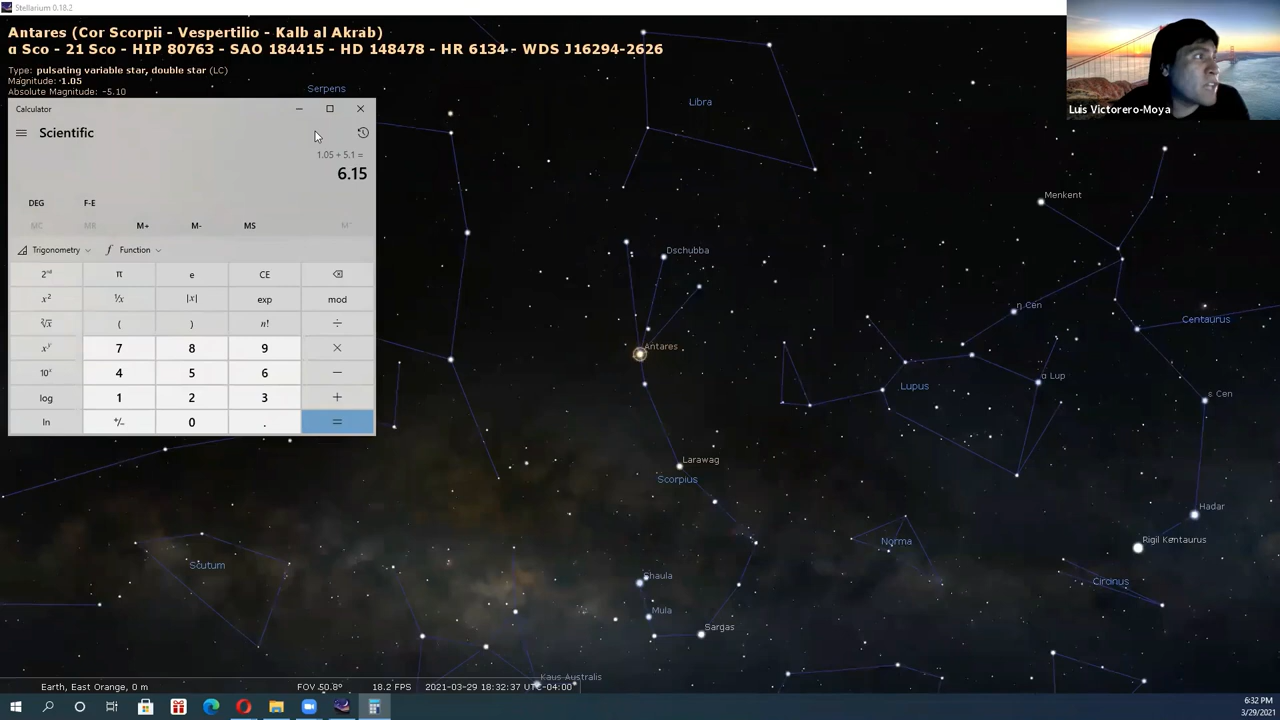 Stellarium 0.18.2
Antares (Cor Scorpii - Vespertilio - Kalb al Akrab)
α Sco - 21 Sco - HIP 80763 - SAO 184415 - HD 148478 - HR 6134 - WDS J16294-2626
Type: pulsating variable star, double star (LC)
Magnitude: 1.05
Absolute Magnitude: -5.10
Serpens
Libra
Luis Victorero-Moya
Calculator
Scientific
1.05 + 5.1 =
6.15
DEG
F-E
MC MR M+ M- MS
Trigonometry
Function
π e CE
x² ¹/x |x| exp mod
( ) n! ÷
xʸ 7 8 9 ×
10ˣ 4 5 6 −
log 1 2 3 +
ln +/− 0 . =
Menkent
Dschubba
η Cen
Centaurus
Antares
α Lup
Lupus
ε Cen
Larawag
Scorpius
Hadar
Norma
Rigil Kentaurus
Scutum
Shaula
Circinus
Mula
Sargas
Kaus Australis
Earth, East Orange, 0 m
FOV 50.8°
18.2 FPS
2021-03-29 18:32:37 UTC-04:00
6:32 PM
3/29/2021